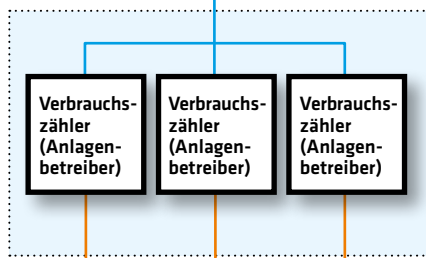 Verbrauchs-
zähler
(Anlagen-
betreiber)
Verbrauchs-
zähler
(Anlagen-
betreiber)
Verbrauchs-
zähler
(Anlagen-
betreiber)